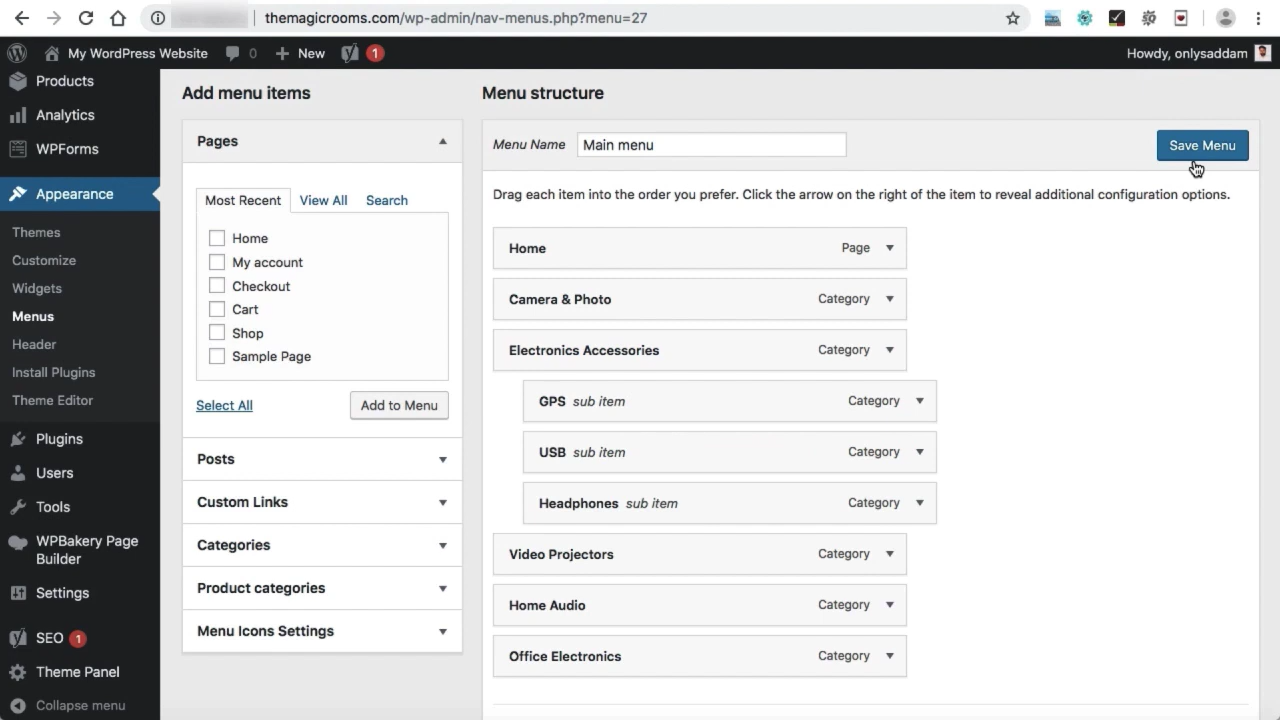 themagicrooms.com/wp-admin/nav-menus.php?menu=27
My WordPress Website 0 New 1 Howdy, onlysaddam
Products
Analytics
WPForms
Appearance
Themes
Customize
Widgets
Menus
Header
Install Plugins
Theme Editor
Plugins
Users
Tools
WPBakery Page
Builder
Settings
SEO 1
Theme Panel
Collapse menu
Add menu items
Pages
Most Recent View All Search
Home
My account
Checkout
Cart
Shop
Sample Page
Select All Add to Menu
Posts
Custom Links
Categories
Product categories
Menu Icons Settings
Menu structure
Menu Name Main menu Save Menu
Drag each item into the order you prefer. Click the arrow on the right of the item to reveal additional configuration options.
Home Page
Camera & Photo Category
Electronics Accessories Category
GPS sub item Category
USB sub item Category
Headphones sub item Category
Video Projectors Category
Home Audio Category
Office Electronics Category